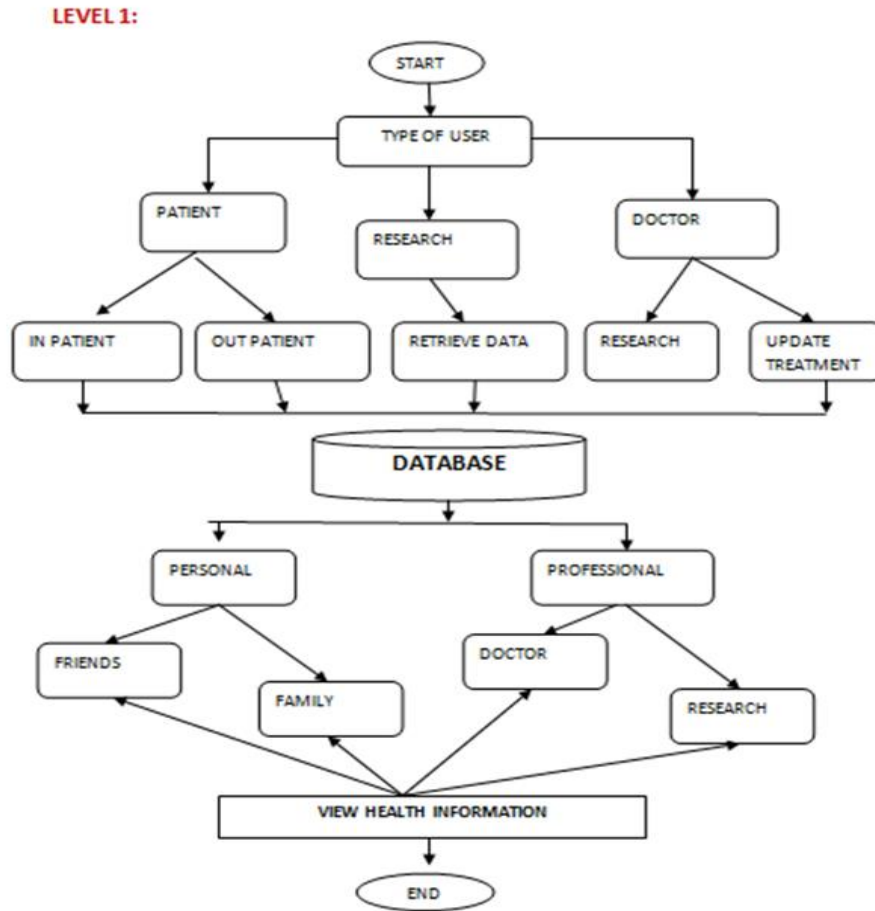 LEVEL 1:
START
TYPE OF USER
PATIENT
RESEARCH
DOCTOR
IN PATIENT
OUT PATIENT
RETRIEVE DATA
RESEARCH
UPDATE
TREATMENT
DATABASE
PERSONAL
PROFESSIONAL
FRIENDS
FAMILY
DOCTOR
RESEARCH
VIEW HEALTH INFORMATION
END